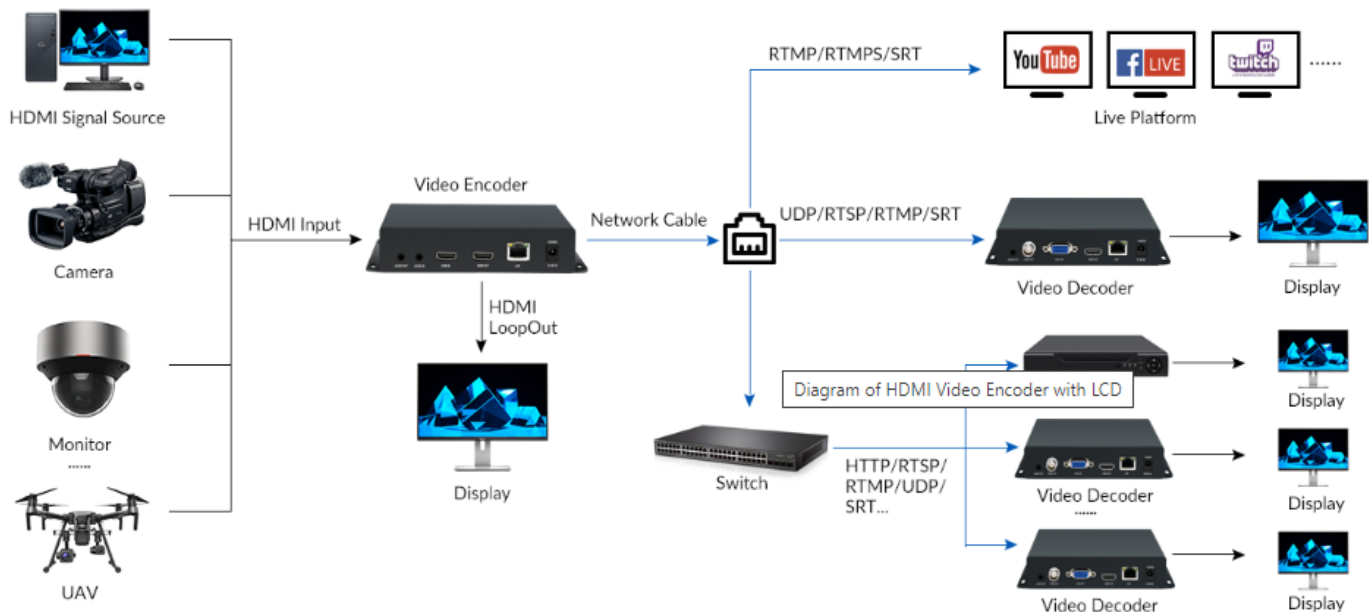 HDMI Signal Source
Camera
Monitor
......
UAV
HDMI Input
Video Encoder
HDMI
LoopOut
Display
Network Cable
RTMP/RTMPS/SRT
YouTube
f LIVE
twitch
......
Live Platform
UDP/RTSP/RTMP/SRT
Video Decoder
Display
Diagram of HDMI Video Encoder with LCD
Display
Switch
HTTP/RTSP/
RTMP/UDP/
SRT...
Video Decoder
......
Display
Video Decoder
Display